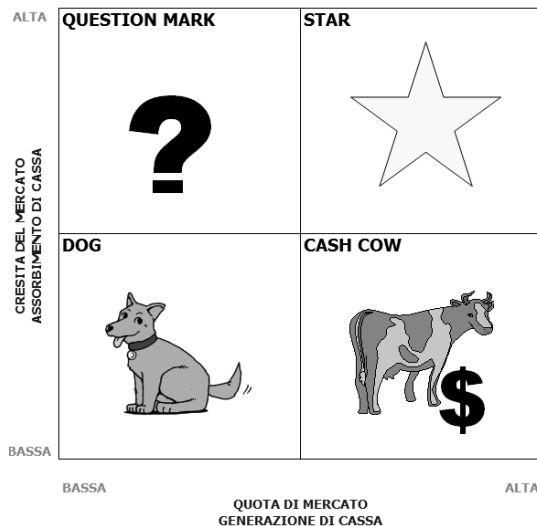 ALTA
QUESTION MARK
STAR
?
CRESITA DEL MERCATO
ASSORBIMENTO DI CASSA
DOG
CASH COW
$
BASSA
BASSA
ALTA
QUOTA DI MERCATO
GENERAZIONE DI CASSA